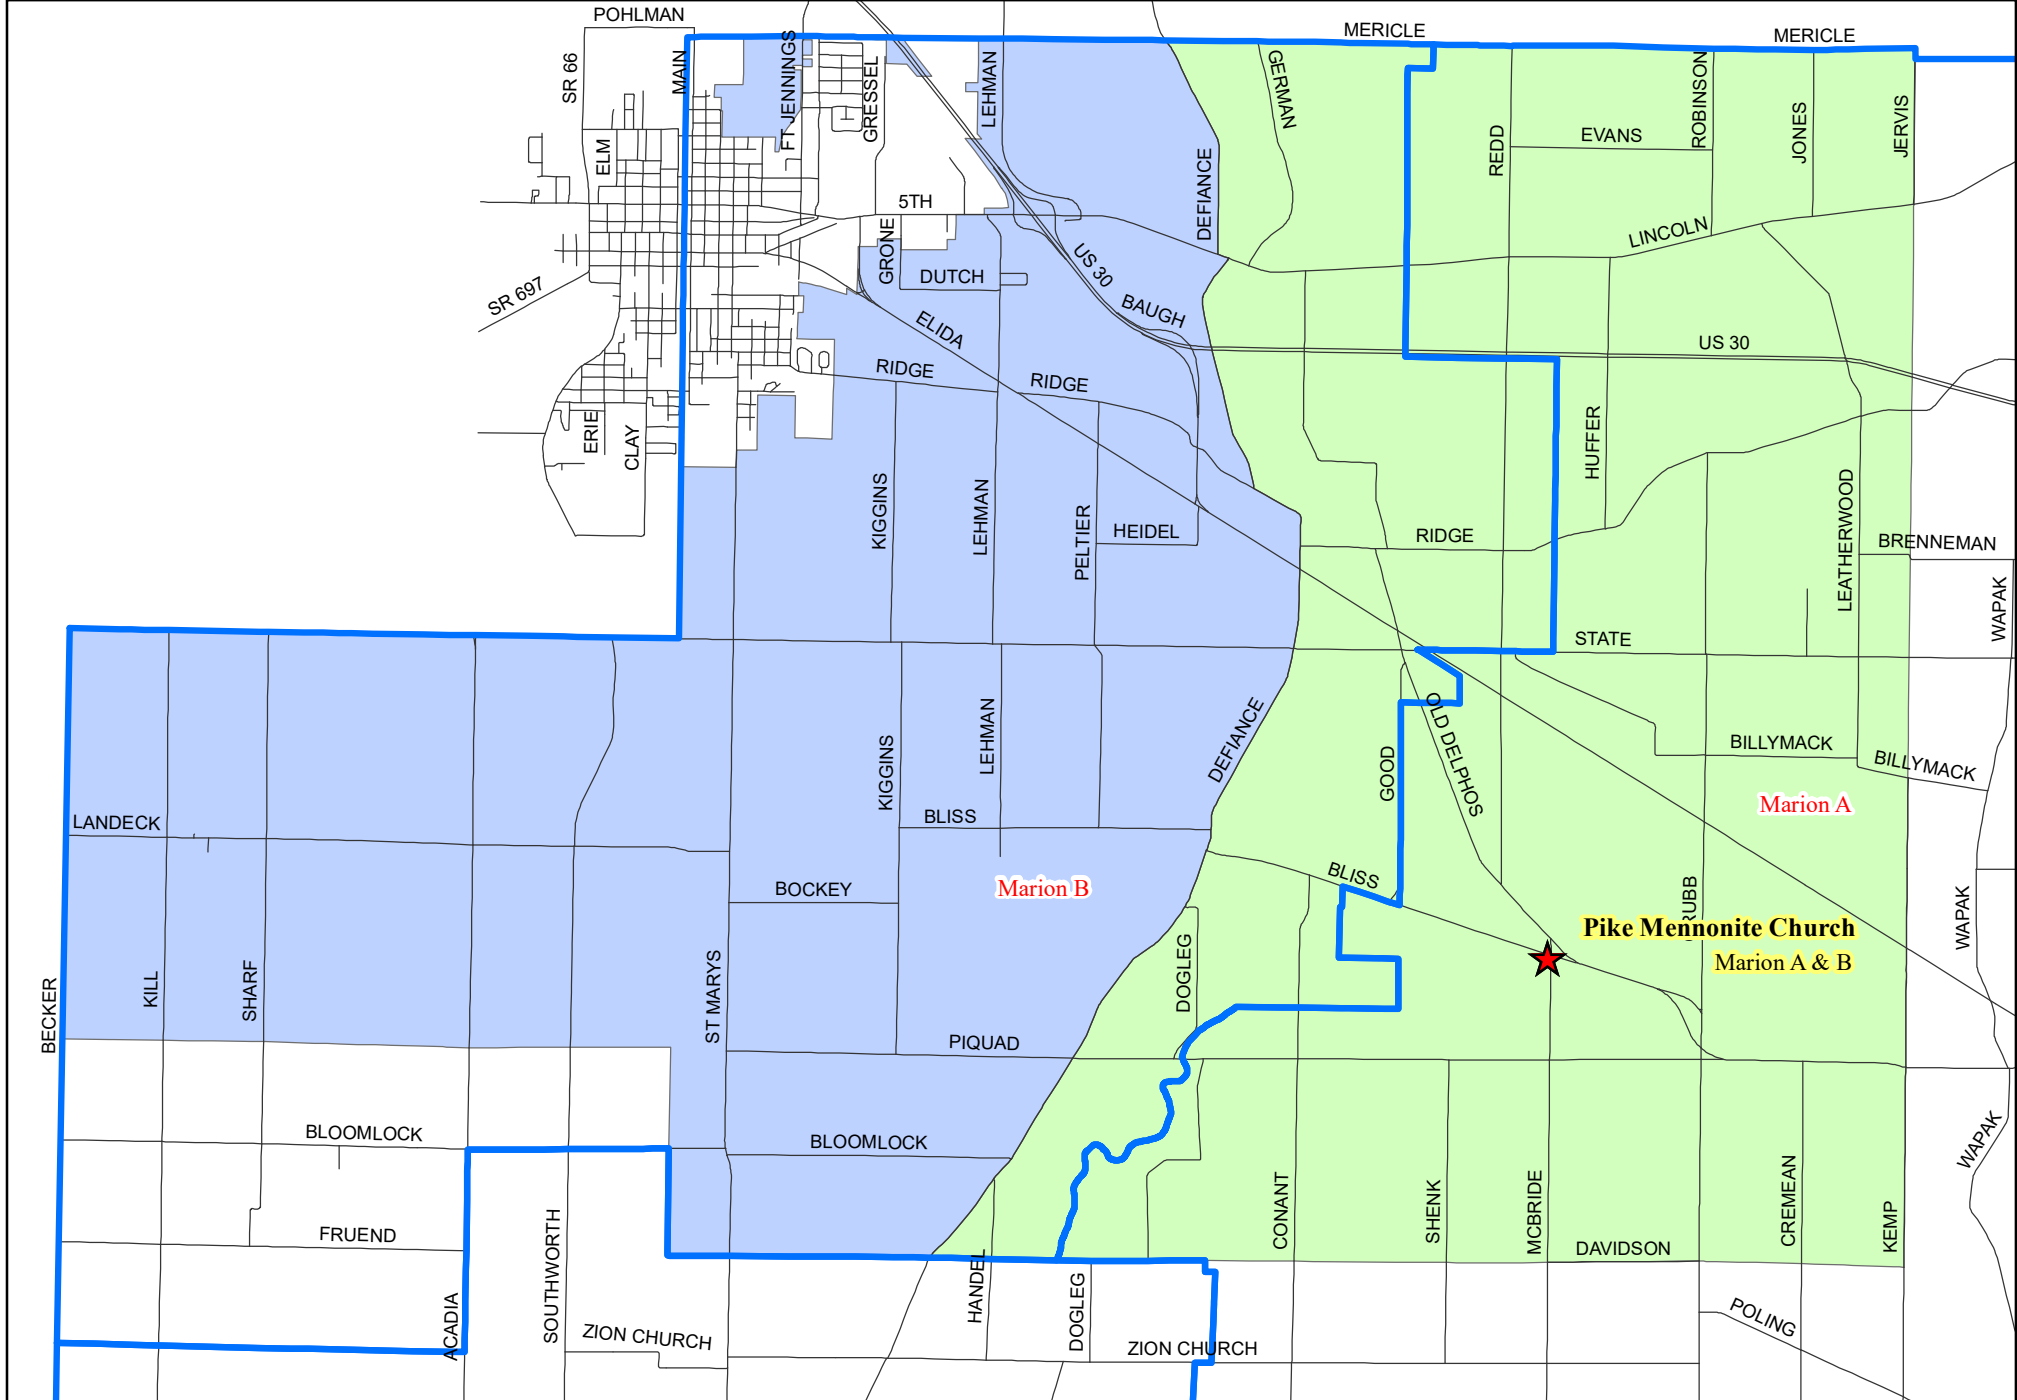 POHLMAN
MERICLE
MERICLE
SR 66
MAIN
FT JENNINGS
GRESSEL
LEHMAN
GERMAN
REDD
EVANS
ROBINSON
JONES
JERVIS
ELM
5TH
DEFIANCE
LINCOLN
SR 697
GRONE
DUTCH
US 30
BAUGH
ELIDA
US 30
RIDGE
RIDGE
ERIE
CLAY
HUFFER
KIGGINS
LEHMAN
PELTIER
HEIDEL
RIDGE
LEATHERWOOD
BRENNEMAN
WAPAK
STATE
KIGGINS
LEHMAN
DEFIANCE
GOOD
OLD DELPHOS
BILLYMACK
BILLYMACK
Marion A
LANDECK
BLISS
BOCKEY
Marion B
BLISS
RUBB
WAPAK
Pike Mennonite Church
Marion A & B
BECKER
KILL
SHARF
ST MARYS
DOGLEG
PIQUAD
BLOOMLOCK
BLOOMLOCK
WAPAK
FRUEND
SOUTHWORTH
CONANT
SHENK
MCBRIDE
DAVIDSON
CREMEAN
KEMP
ACADIA
ZION CHURCH
HANDEL
DOGLEG
ZION CHURCH
POLING